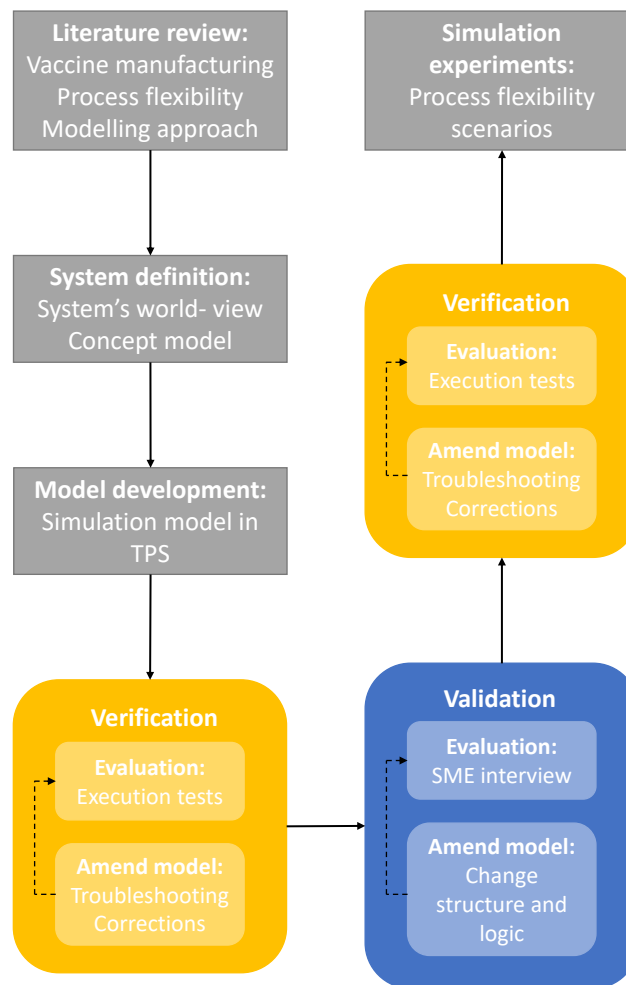 Literature review:
Vaccine manufacturing
Process flexibility
Modelling approach
System definition:
System's world- view
Concept model
Model development:
Simulation model in
TPS
Verification
Evaluation:
Execution tests
Amend model:
Troubleshooting
Corrections
Validation
Evaluation:
SME interview
Amend model:
Change
structure and
logic
Verification
Evaluation:
Execution tests
Amend model:
Troubleshooting
Corrections
Simulation
experiments:
Process flexibility
scenarios